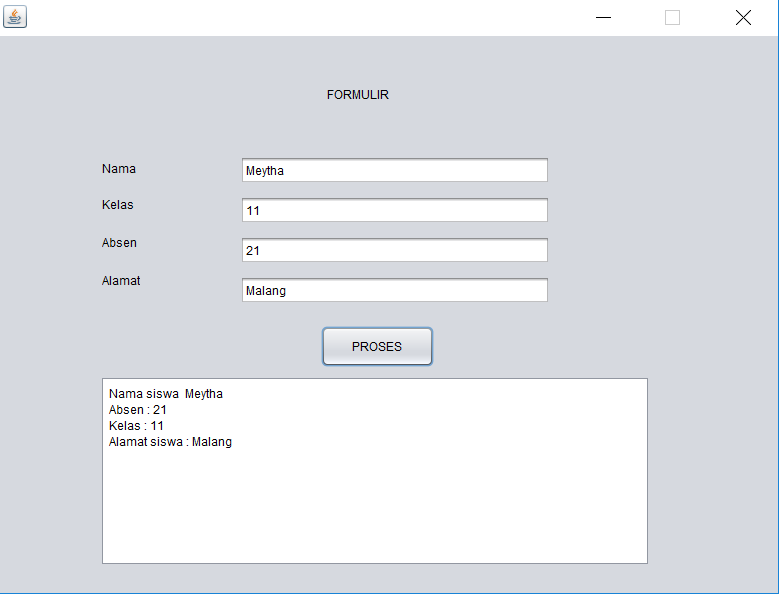 FORMULIR
Nama Meytha
Kelas 11
Absen 21
Alamat Malang
PROSES
Nama siswa  Meytha
Absen : 21
Kelas : 11
Alamat siswa : Malang